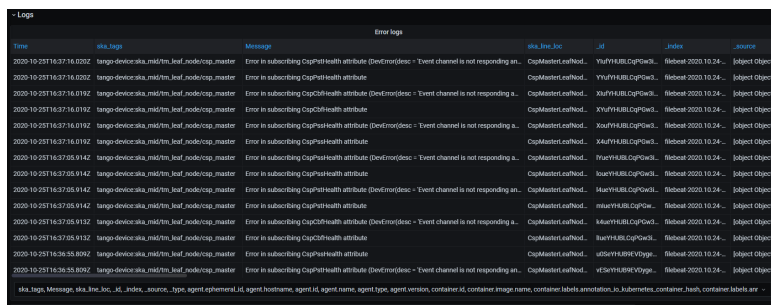 Logs
Error logs
Time ska_tags Message ska_line_loc _id _index _source
2020-10-25T16:37:16.020Z tango-device:ska_mid/tm_leaf_node/csp_master Error in subscribing CspPstHealth attribute (DevError(desc = 'Event channel is not responding an... CspMasterLeafNod... filebeat-2020.10.24-... [object Object
2020-10-25T16:37:16.020Z tango-device:ska_mid/tm_leaf_node/csp_master Error in subscribing CspPstHealth attribute CspMasterLeafNod... filebeat-2020.10.24-... [object Object
2020-10-25T16:37:16.019Z tango-device:ska_mid/tm_leaf_node/csp_master Error in subscribing CspCbfHealth attribute (DevError(desc = 'Event channel is not responding a... CspMasterLeafNod... filebeat-2020.10.24-... [object Object
2020-10-25T16:37:16.019Z tango-device:ska_mid/tm_leaf_node/csp_master Error in subscribing CspCbfHealth attribute CspMasterLeafNod... filebeat-2020.10.24-... [object Object
2020-10-25T16:37:16.019Z tango-device:ska_mid/tm_leaf_node/csp_master Error in subscribing CspPssHealth attribute (DevError(desc = 'Event channel is not responding a... CspMasterLeafNod... filebeat-2020.10.24-... [object Object
2020-10-25T16:37:16.019Z tango-device:ska_mid/tm_leaf_node/csp_master Error in subscribing CspPssHealth attribute CspMasterLeafNod... filebeat-2020.10.24-... [object Object
2020-10-25T16:37:05.914Z tango-device:ska_mid/tm_leaf_node/csp_master Error in subscribing CspPssHealth attribute (DevError(desc = 'Event channel is not responding a... CspMasterLeafNod... filebeat-2020.10.24-... [object Object
2020-10-25T16:37:05.914Z tango-device:ska_mid/tm_leaf_node/csp_master Error in subscribing CspPssHealth attribute CspMasterLeafNod... filebeat-2020.10.24-... [object Object
2020-10-25T16:37:05.914Z tango-device:ska_mid/tm_leaf_node/csp_master Error in subscribing CspPstHealth attribute (DevError(desc = 'Event channel is not responding an... CspMasterLeafNod... filebeat-2020.10.24-... [object Object
2020-10-25T16:37:05.914Z tango-device:ska_mid/tm_leaf_node/csp_master Error in subscribing CspPstHealth attribute CspMasterLeafNod... filebeat-2020.10.24-... [object Object
2020-10-25T16:37:05.913Z tango-device:ska_mid/tm_leaf_node/csp_master Error in subscribing CspCbfHealth attribute (DevError(desc = 'Event channel is not responding a... CspMasterLeafNod... filebeat-2020.10.24-... [object Object
2020-10-25T16:37:05.913Z tango-device:ska_mid/tm_leaf_node/csp_master Error in subscribing CspCbfHealth attribute CspMasterLeafNod... filebeat-2020.10.24-... [object Object
2020-10-25T16:36:55.809Z tango-device:ska_mid/tm_leaf_node/csp_master Error in subscribing CspPssHealth attribute CspMasterLeafNod... filebeat-2020.10.24-... [object Object
2020-10-25T16:36:55.809Z tango-device:ska_mid/tm_leaf_node/csp_master Error in subscribing CspPssHealth attribute (DevError(desc = 'Event channel is not responding a... CspMasterLeafNod... filebeat-2020.10.24-... [object Object
ska_tags, Message, ska_line_loc, _id, _index, _source, _type, agent.ephemeral_id, agent.hostname, agent.id, agent.name, agent.type, agent.version, container.id, container.image.name, container.labels.annotation_io_kubernetes_container_hash, container.labels.anr